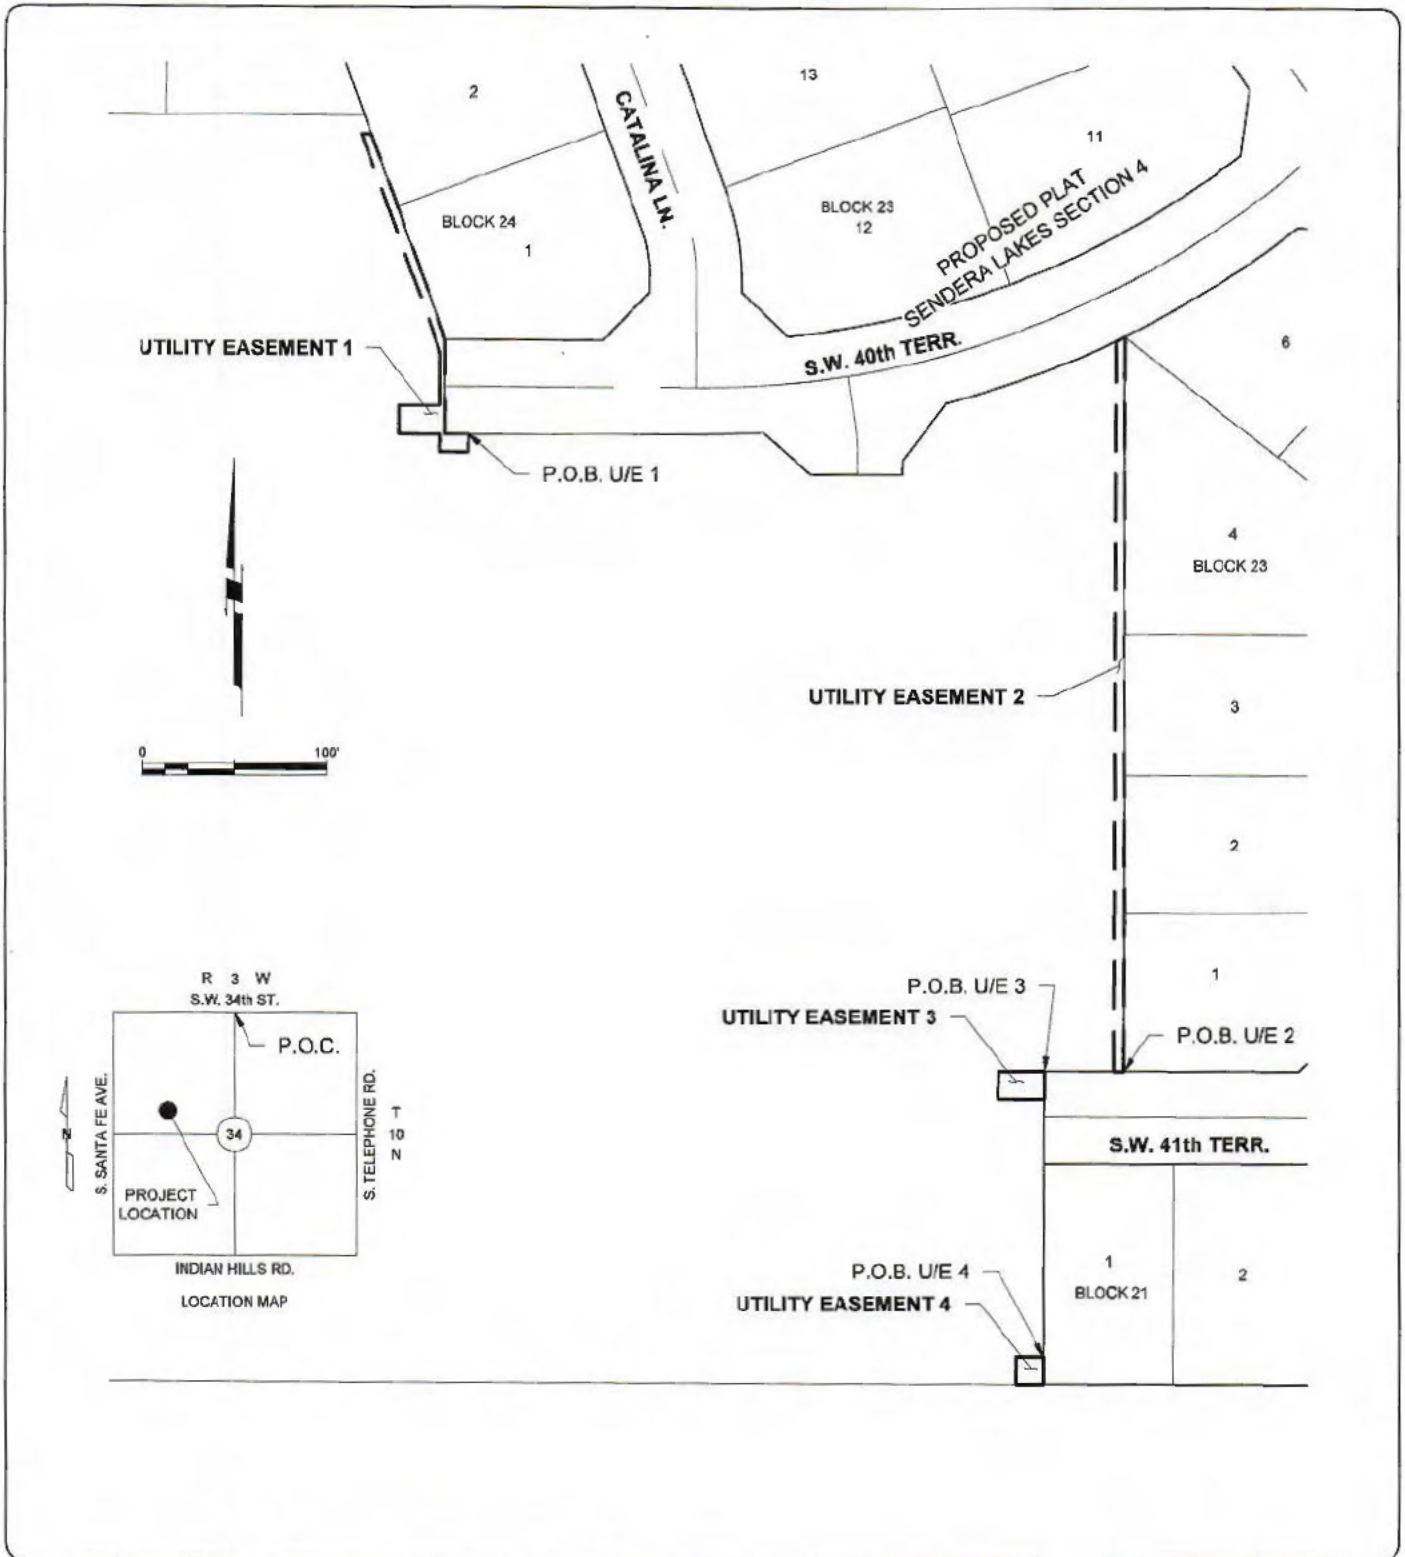 2
13
CATALINA LN.
11
BLOCK 24
1
BLOCK 23
12
PROPOSED PLAT
SENDERA LAKES SECTION 4
UTILITY EASEMENT 1
S.W. 40th TERR.
6
P.O.B. U/E 1
4
BLOCK 23
UTILITY EASEMENT 2
3
0 100'
2
1
P.O.B. U/E 3
UTILITY EASEMENT 3
P.O.B. U/E 2
S.W. 41th TERR.
R 3 W
S.W. 34th ST.
P.O.C.
S. SANTA FE AVE.
S. TELEPHONE RD.
T
10
N
N
34
PROJECT
LOCATION
INDIAN HILLS RD.
LOCATION MAP
P.O.B. U/E 4
UTILITY EASEMENT 4
1
BLOCK 21
2